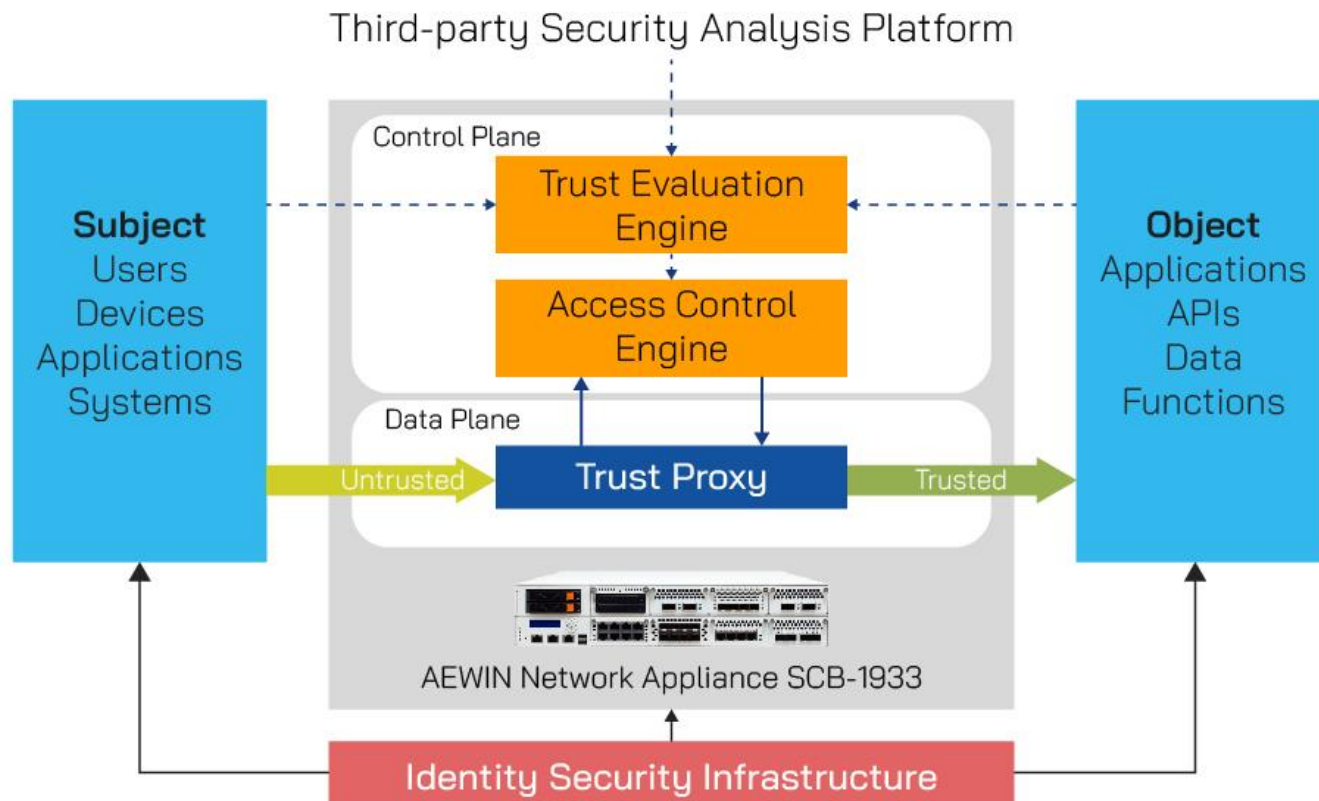 Third-party Security Analysis Platform
Control Plane
Trust Evaluation
Engine
Subject
Users
Devices
Applications
Systems
Object
Applications
APIs
Data
Functions
Access Control
Engine
Data Plane
Untrusted
Trust Proxy
Trusted
AEWIN Network Appliance SCB-1933
Identity Security Infrastructure